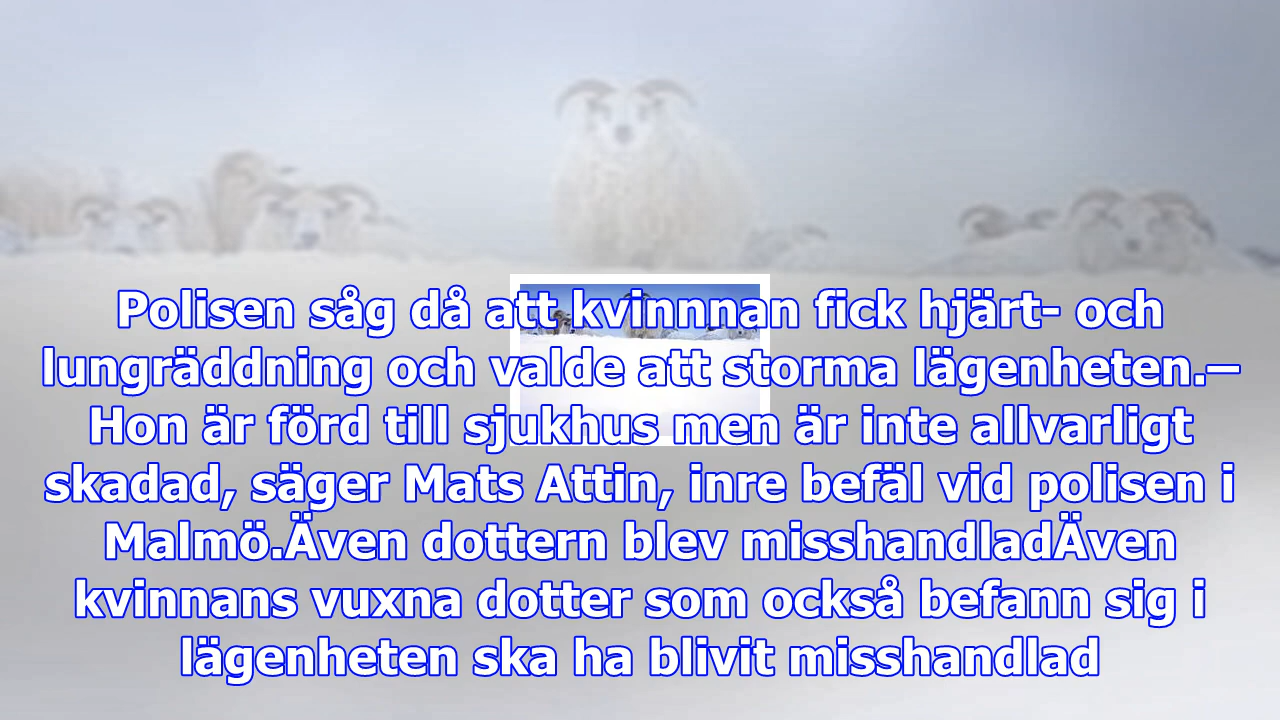 Polisen såg då att kvinnnan fick hjärt- och
lungräddning och valde att storma lägenheten.–
Hon är förd till sjukhus men är inte allvarligt
skadad, säger Mats Attin, inre befäl vid polisen i
Malmö.Även dottern blev misshandladÄven
kvinnans vuxna dotter som också befann sig i
lägenheten ska ha blivit misshandlad